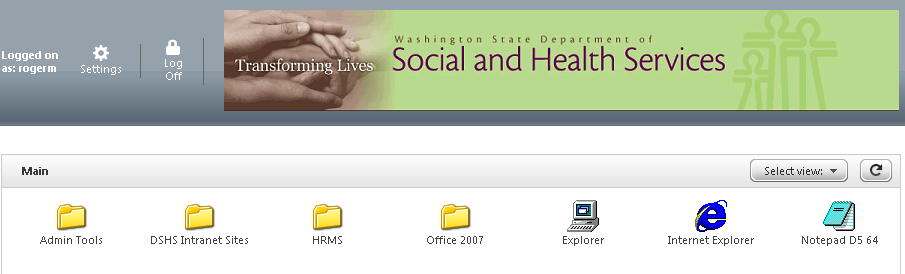 Logged on
as: rogerm
Settings
Log
Off
Transforming Lives
Washington State Department of
Social and Health Services
Main
Select view:
Admin Tools
DSHS Intranet Sites
HRMS
Office 2007
Explorer
Internet Explorer
Notepad D5 64